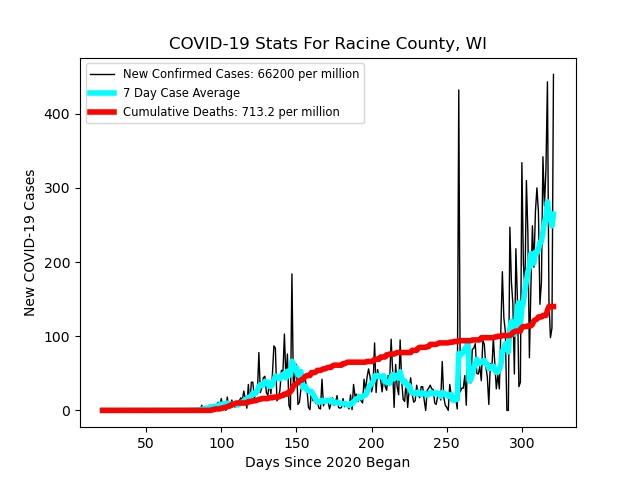 COVID-19 Stats For Racine County, WI
New Confirmed Cases: 66200 per million
7 Day Case Average
Cumulative Deaths: 713.2 per million
New COVID-19 Cases
400
300
200
100
0
50
100
150
200
250
300
Days Since 2020 Began